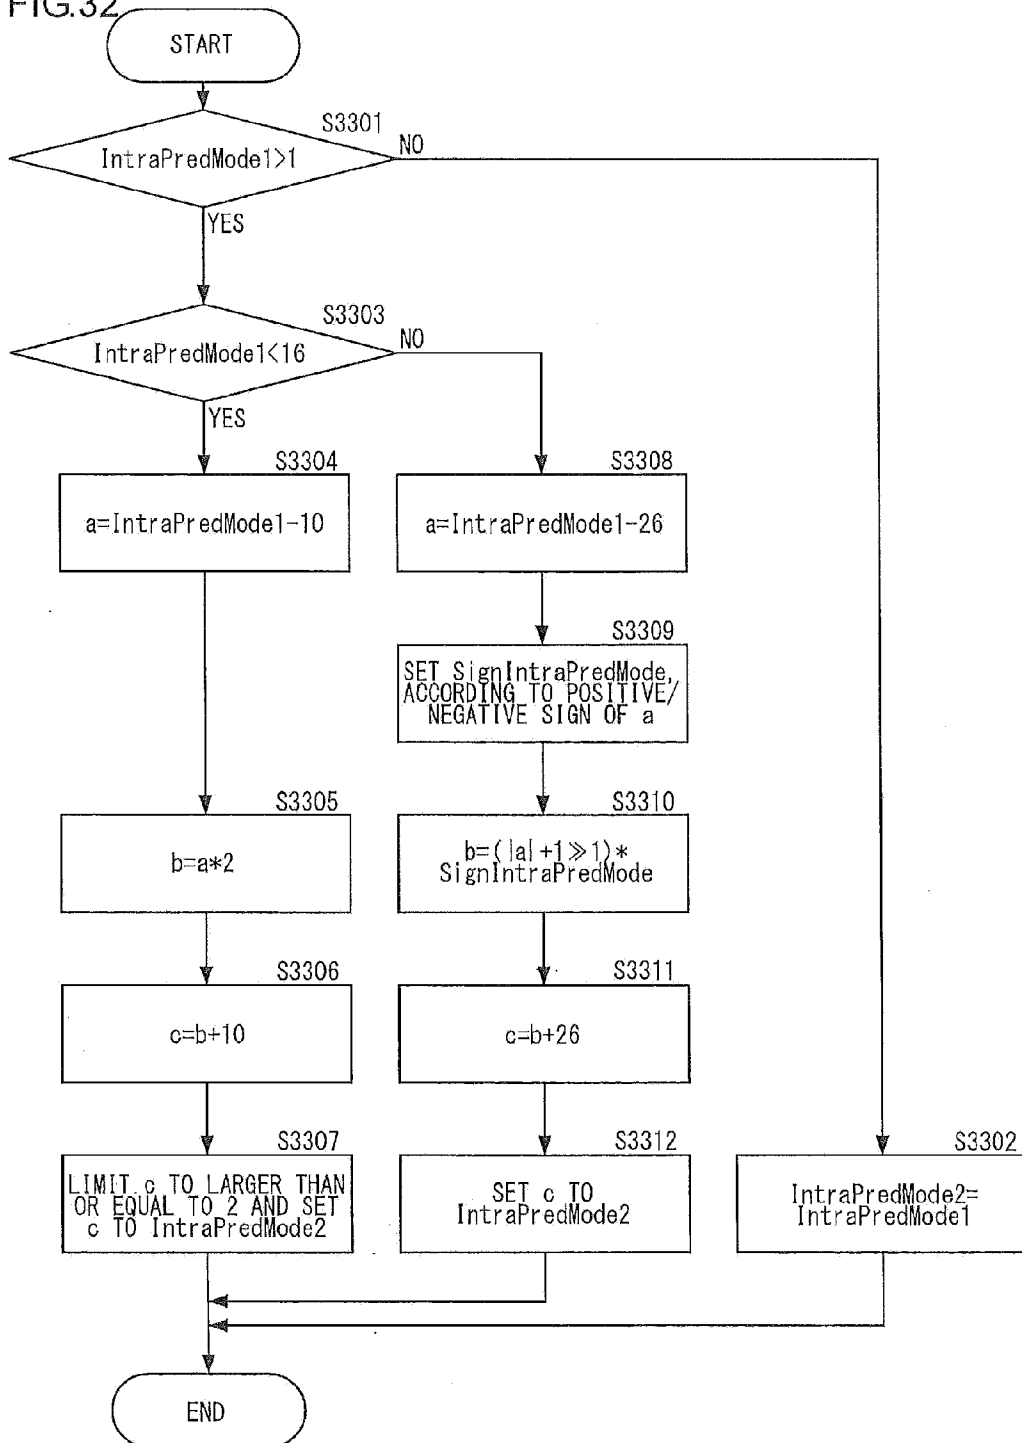 FIG.32
START
S3301
IntraPredMode1>1
NO
YES
S3303
IntraPredMode1<16
NO
YES
S3304
a=IntraPredMode1-10
S3308
a=IntraPredMode1-26
S3309
SET SignIntraPredMode,
ACCORDING TO POSITIVE/
NEGATIVE SIGN OF a
S3305
b=a*2
S3310
b=(|a|+1≫1)*
SignIntraPredMode
S3306
c=b+10
S3311
c=b+26
S3307
LIMIT c TO LARGER THAN
OR EQUAL TO 2 AND SET
c TO IntraPredMode2
S3312
SET c TO
IntraPredMode2
S3302
IntraPredMode2=
IntraPredMode1
END